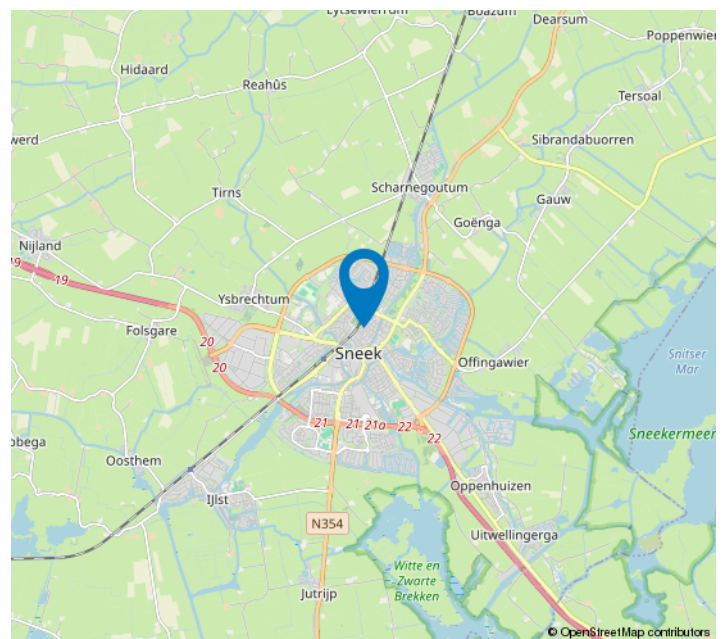 Boazum
Dearsum
Poppenwier
Hidaard
Reahûs
Tersoal
Sibrandabuorren
Scharnegoutum
Tirns
Gauw
Goënga
Nijland
19
19
Ysbrechtum
Folsgare
20
20
Sneek
Offingawier
Snitser
Mar
21
21
21a
22
22
Sneekermeer
Oosthem
IJlst
Oppenhuizen
N354
Uitwellingerga
Witte en
Zwarte
Brekken
Jutrijp
© OpenStreetMap contributors